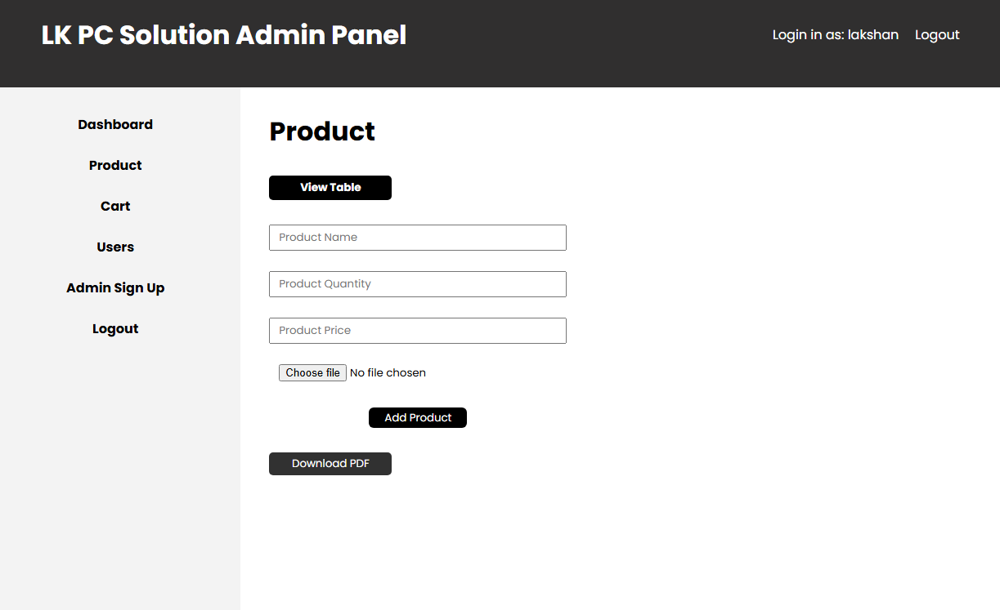 LK PC Solution Admin Panel
Login in as: lakshan Logout
Dashboard
Product
Cart
Users
Admin Sign Up
Logout
Product
View Table
Product Name
Product Quantity
Product Price
Choose file No file chosen
Add Product
Download PDF